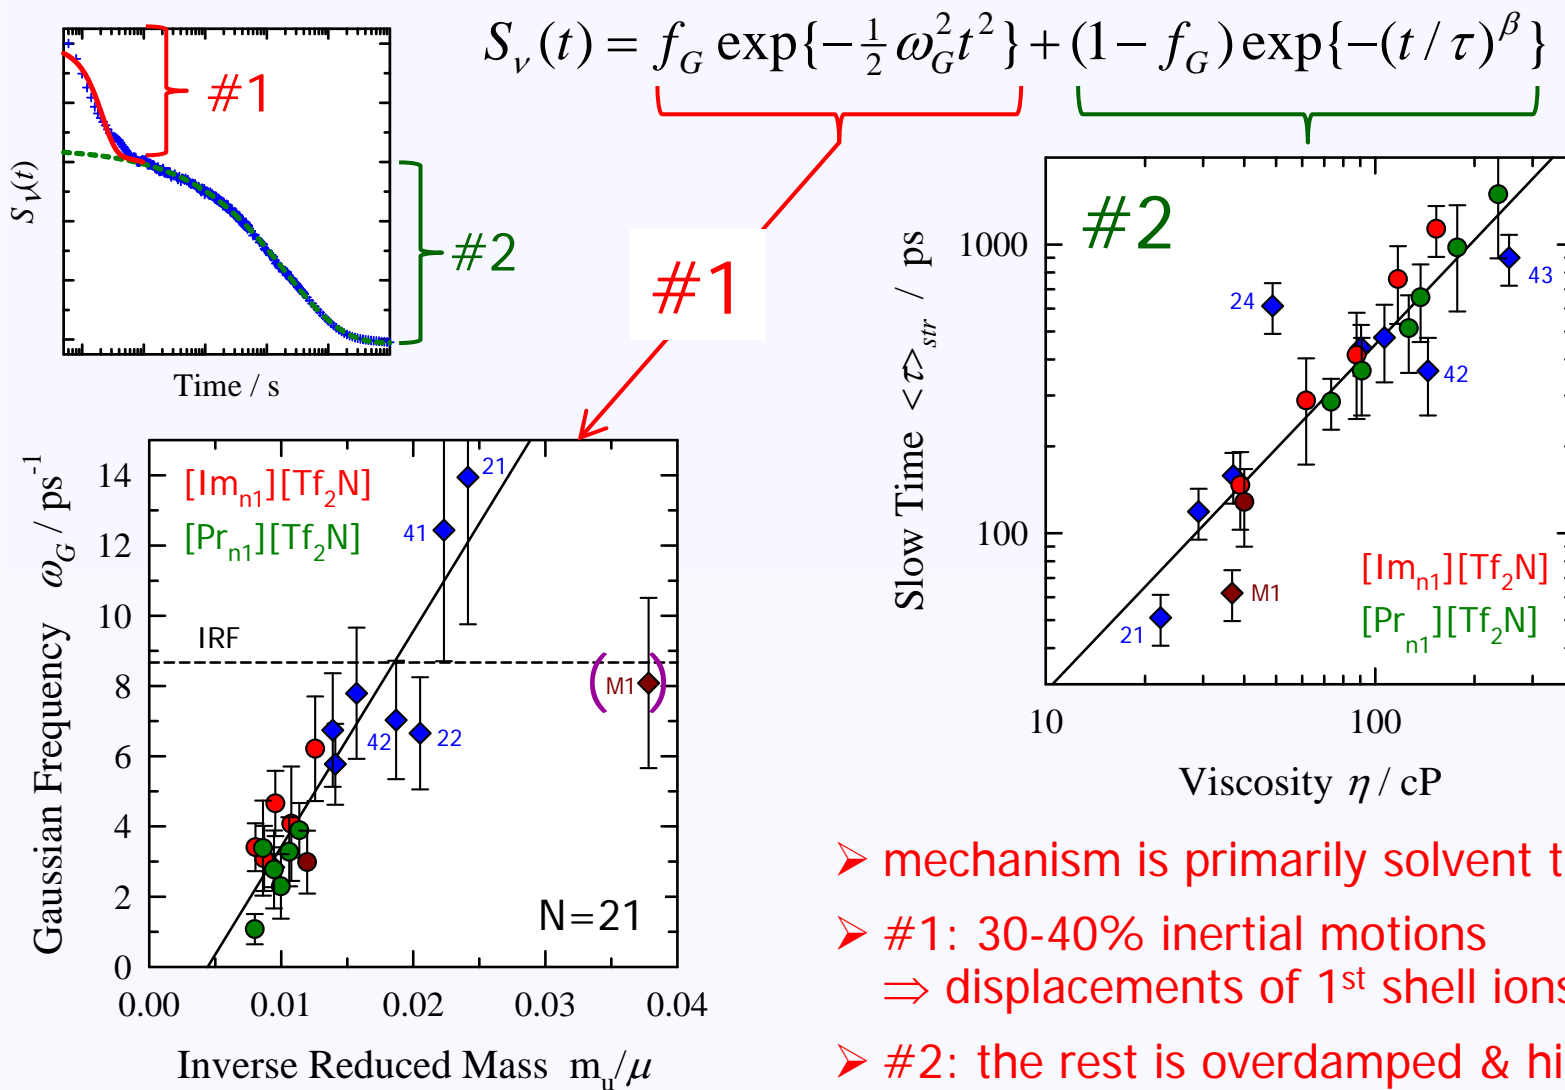 S_ν(t) = f_G exp{−½ ω_G² t²} + (1 − f_G) exp{−(t / τ)^β}
#1
#2
S_ν(t)
Time / s
#1
#2
Slow Time <τ>_str / ps
1000
100
10
100
24
43
42
M1
21
[Im_n1][Tf_2N]
[Pr_n1][Tf_2N]
Viscosity η / cP
Gaussian Frequency ω_G / ps^-1
14
12
10
8
6
4
2
0
[Im_n1][Tf_2N]
[Pr_n1][Tf_2N]
21
41
IRF
M1
42
22
N=21
0.00
0.01
0.02
0.03
0.04
Inverse Reduced Mass m_u/μ
➢ mechanism is primarily solvent t
➢ #1: 30-40% inertial motions
⇒ displacements of 1st shell ions
➢ #2: the rest is overdamped & hi